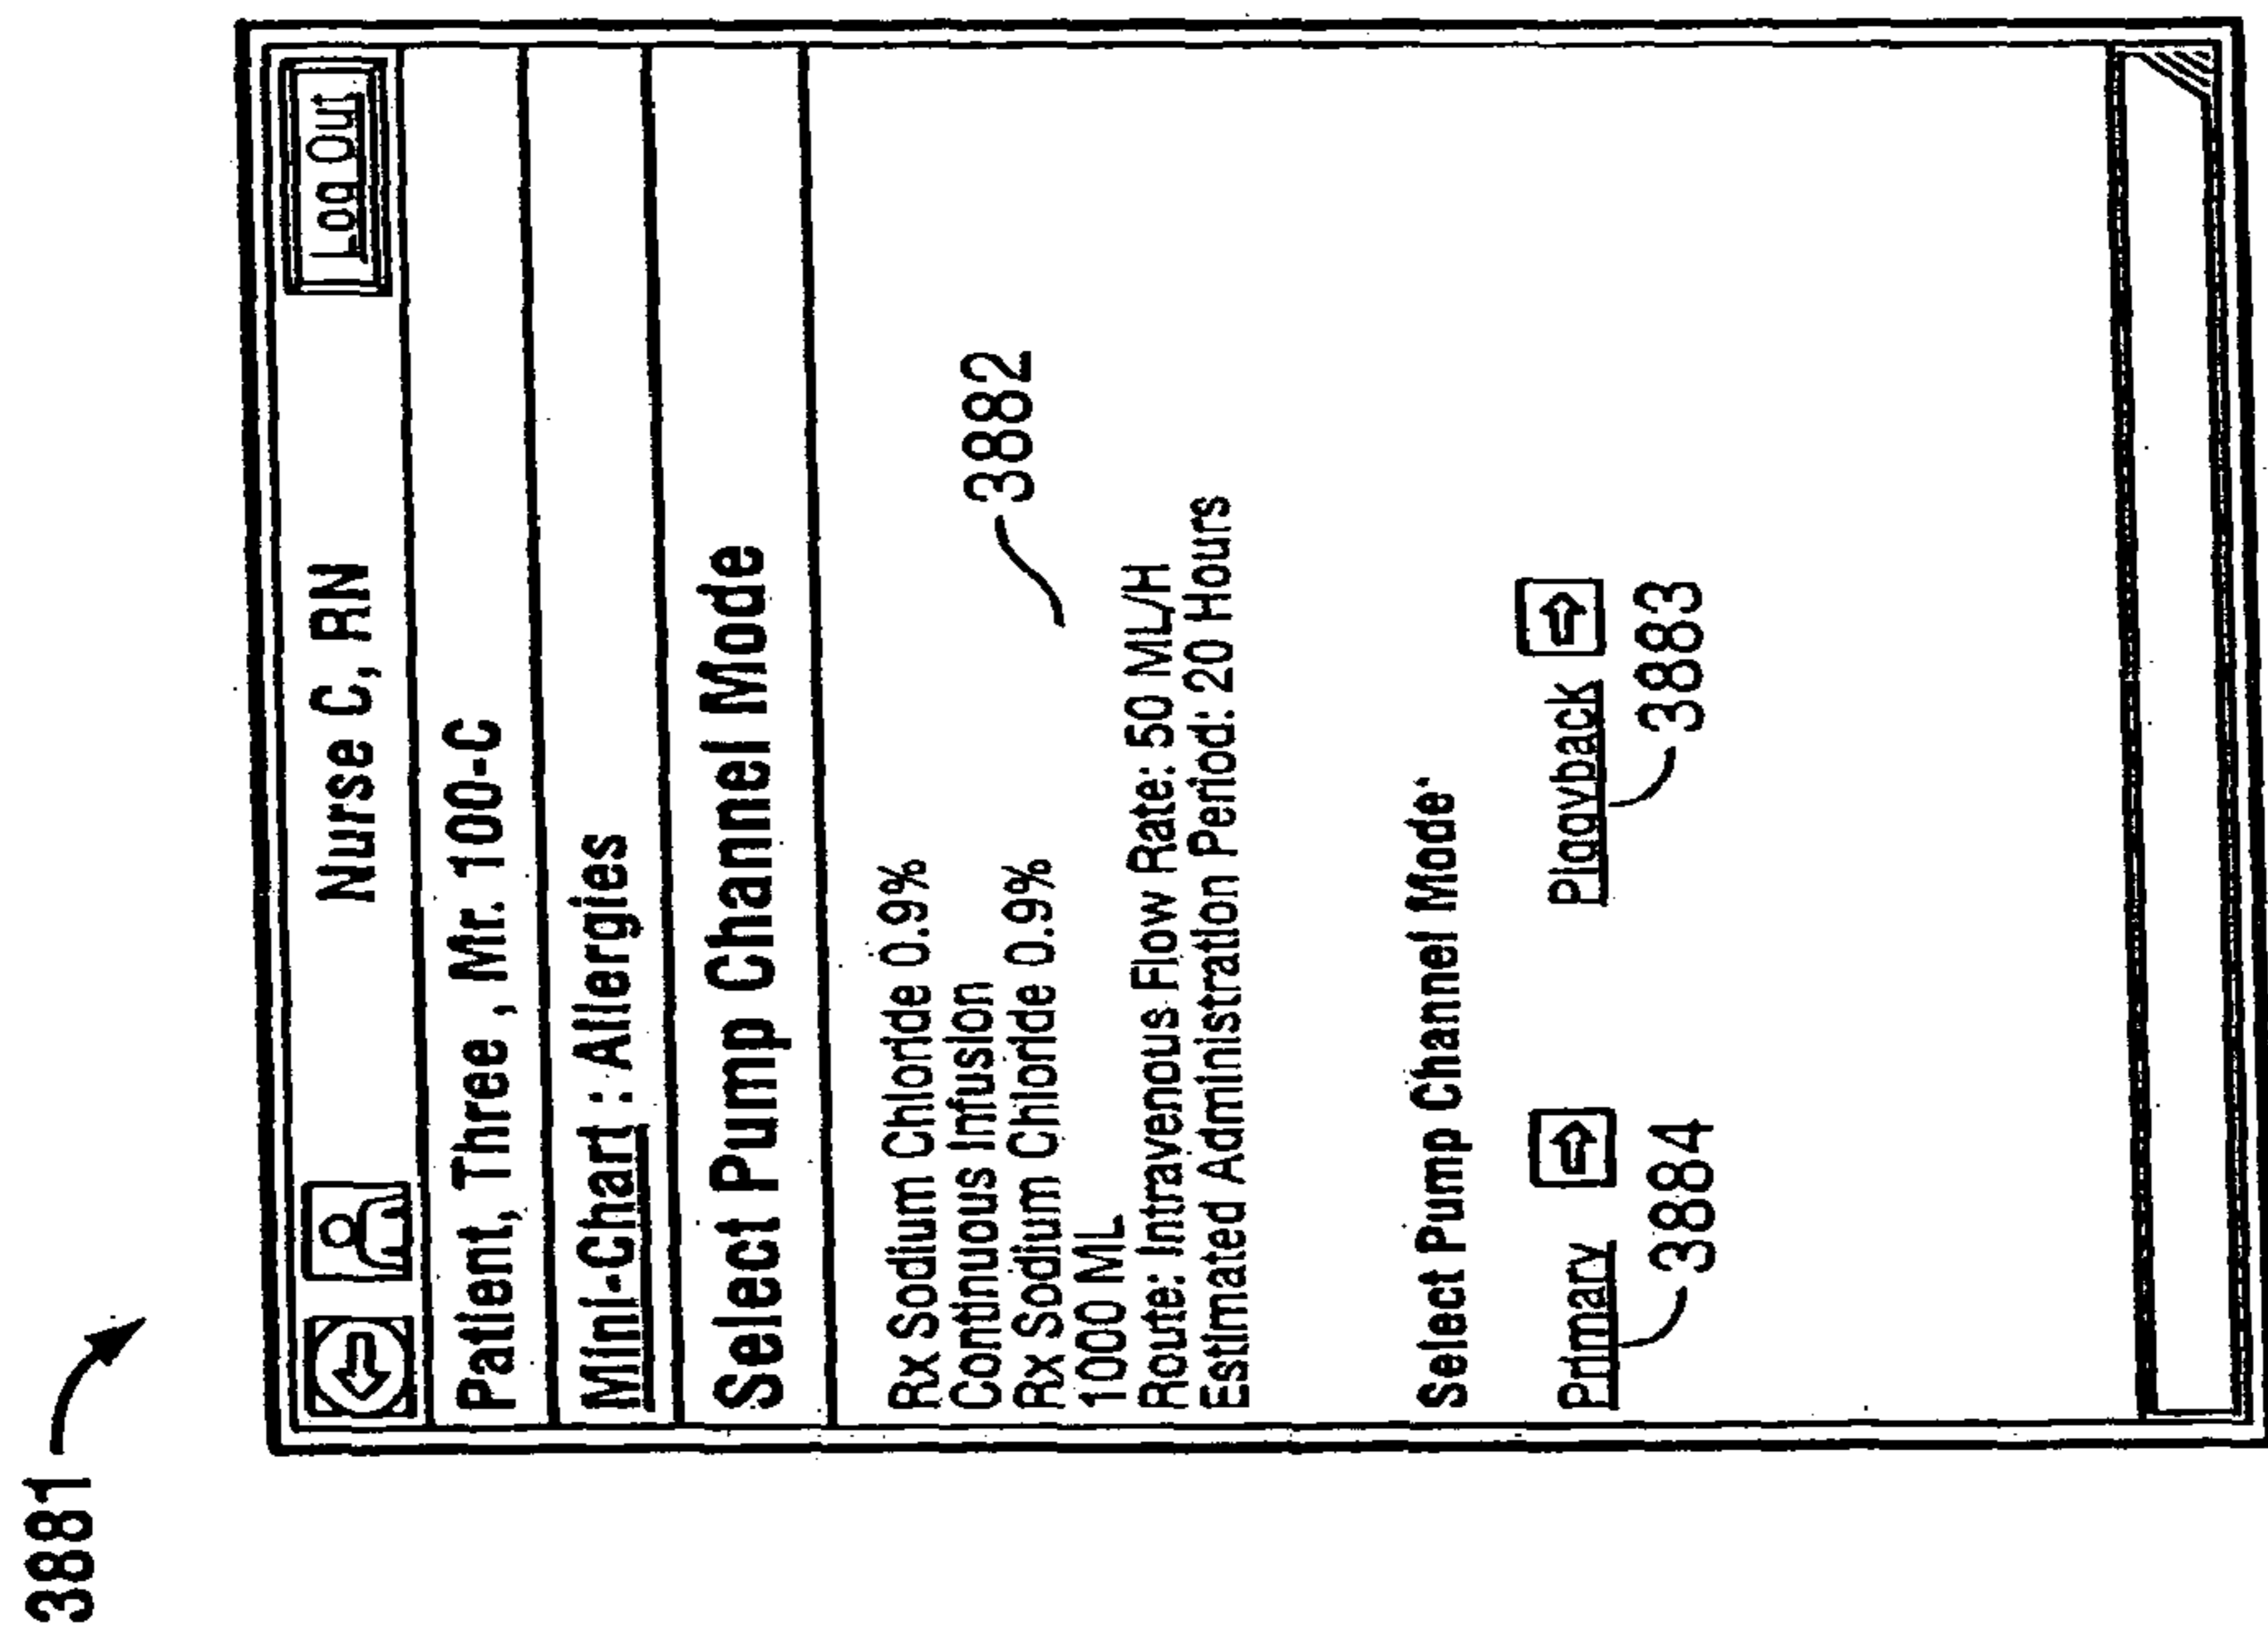 3881
Nurse C, RN
Log Out
Patient, Three , Mr. 100-C
Mini-Chart : Allergies
Select Pump Channel Mode
Rx Sodium Chloride 0.9%
Continuous Infusion
Rx Sodium Chloride 0.9%
1000 ML
3882
Route: Intravenous Flow Rate: 50 ML/H
Estimated Administration Period: 20 Hours
Select Pump Channel Mode
Primary
Piggyback
3884
3883